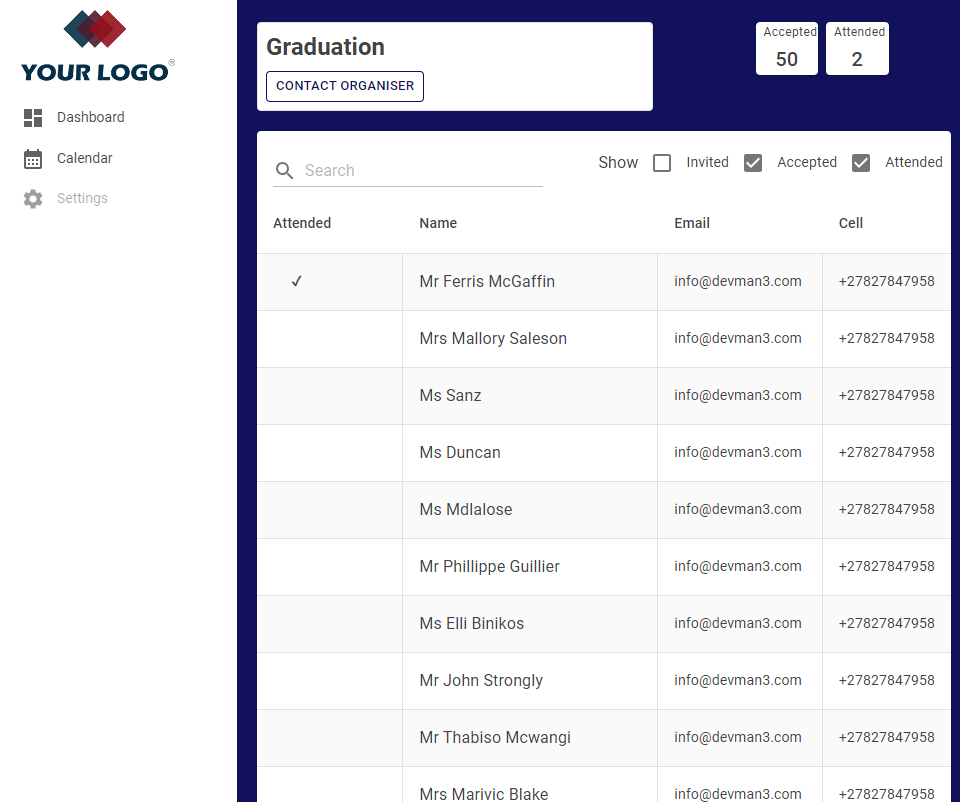 YOUR LOGO®
Dashboard
Calendar
Settings
Graduation
CONTACT ORGANISER
Accepted
50
Attended
2
Search
Show Invited Accepted Attended
Attended Name Email Cell
✓ Mr Ferris McGaffin info@devman3.com +27827847958
Mrs Mallory Saleson info@devman3.com +27827847958
Ms Sanz info@devman3.com +27827847958
Ms Duncan info@devman3.com +27827847958
Ms Mdlalose info@devman3.com +27827847958
Mr Phillippe Guillier info@devman3.com +27827847958
Ms Elli Binikos info@devman3.com +27827847958
Mr John Strongly info@devman3.com +27827847958
Mr Thabiso Mcwangi info@devman3.com +27827847958
Mrs Marivic Blake info@devman3.com +27827847958